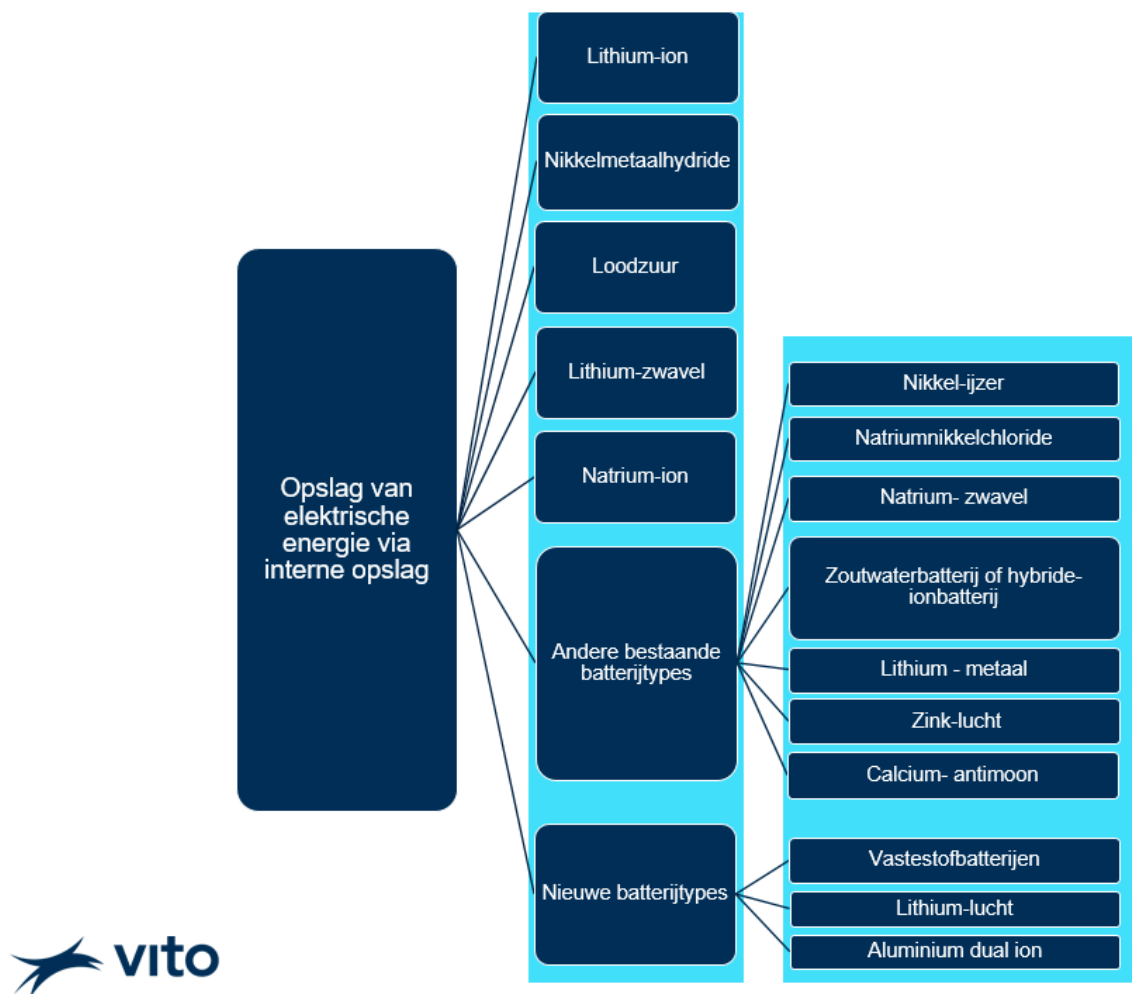 Opslag van
elektrische
energie via
interne opslag
Lithium-ion
Nikkelmetaalhydride
Loodzuur
Lithium-zwavel
Natrium-ion
Andere bestaande
batterijtypes
Nieuwe batterijtypes
Nikkel-ijzer
Natriumnikkelchloride
Natrium- zwavel
Zoutwaterbatterij of hybride-
ionbatterij
Lithium - metaal
Zink-lucht
Calcium- antimoon
Vastestofbatterijen
Lithium-lucht
Aluminium dual ion
vito